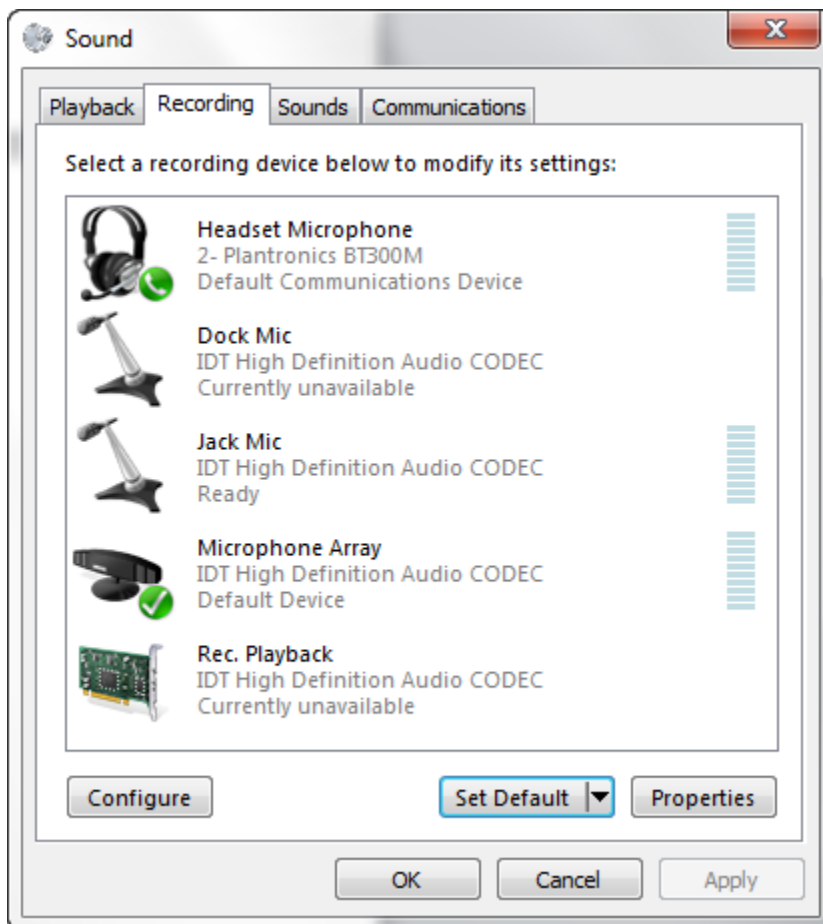 Sound
Playback Recording Sounds Communications
Select a recording device below to modify its settings:
Headset Microphone
2- Plantronics BT300M
Default Communications Device
Dock Mic
IDT High Definition Audio CODEC
Currently unavailable
Jack Mic
IDT High Definition Audio CODEC
Ready
Microphone Array
IDT High Definition Audio CODEC
Default Device
Rec. Playback
IDT High Definition Audio CODEC
Currently unavailable
Configure Set Default Properties
OK Cancel Apply